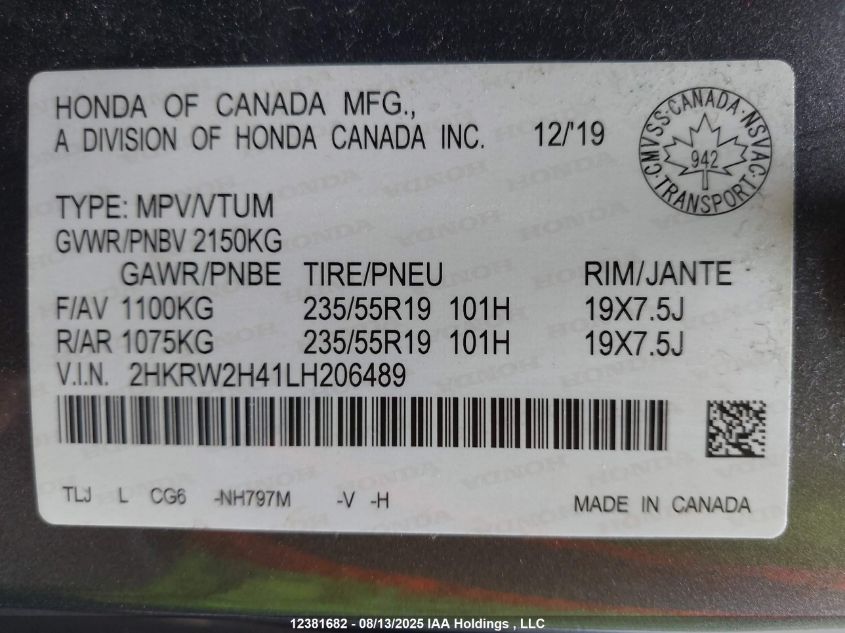 HONDA OF CANADA MFG.,
A DIVISION OF HONDA CANADA INC. 12/'19
CMVSS·CANADA·NSVAC
942
TRANSPORT
TYPE: MPV/VTUM
GVWR/PNBV 2150KG
GAWR/PNBE TIRE/PNEU RIM/JANTE
F/AV 1100KG 235/55R19 101H 19X7.5J
R/AR 1075KG 235/55R19 101H 19X7.5J
V.I.N. 2HKRW2H41LH206489
TLJ L CG6 -NH797M -V -H MADE IN CANADA
12381682 - 08/13/2025 IAA Holdings , LLC